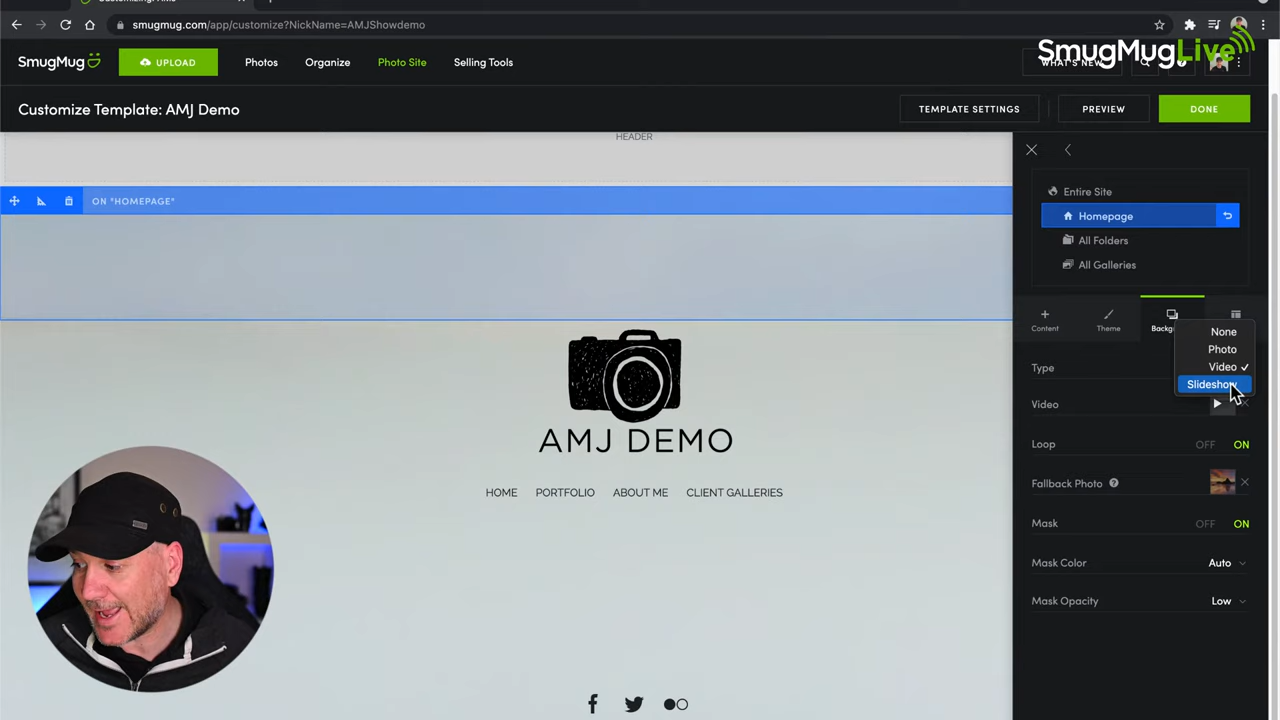 smugmug.com/app/customize?NickName=AMJShowdemo
SmugMug
UPLOAD
Photos
Organize
Photo Site
Selling Tools
WHAT'S NEW
SmugMugLive
Customize Template: AMJ Demo
TEMPLATE SETTINGS
PREVIEW
DONE
HEADER
ON "HOMEPAGE"
Entire Site
Homepage
All Folders
All Galleries
Content
Theme
Backg
None
Photo
Video
Slideshow
Type
Video
Loop
OFF
ON
Fallback Photo
Mask
OFF
ON
Mask Color
Auto
Mask Opacity
Low
AMJ DEMO
HOME
PORTFOLIO
ABOUT ME
CLIENT GALLERIES